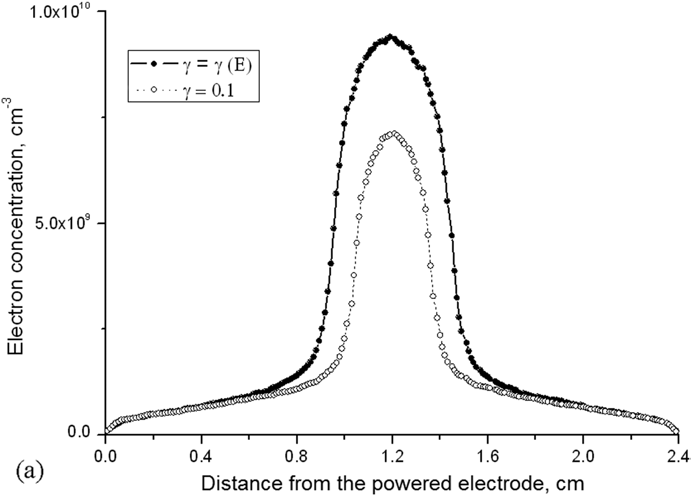 1.0x10^10
γ = γ (E)
γ = 0.1
Electron concentration, cm^-3
5.0x10^9
0.0
0.0 0.4 0.8 1.2 1.6 2.0 2.4
(a)
Distance from the powered electrode, cm